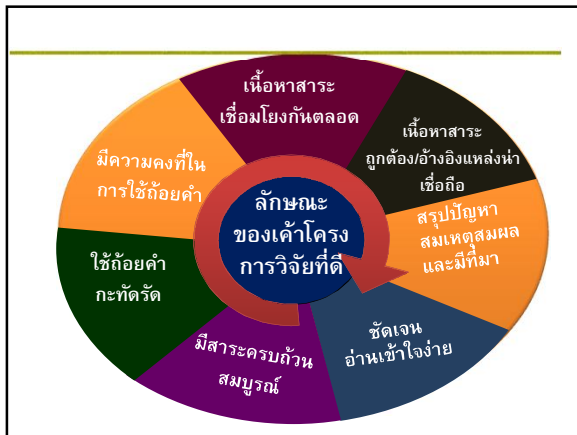 ลักษณะ
ของเค้าโครง
การวิจัยที่ดี
เนื้อหาสาระ
เชื่อมโยงกันตลอด
เนื้อหาสาระ
ถูกต้อง/อ้างอิงแหล่งน่า
เชื่อถือ
สรุปปัญหา
สมเหตุสมผล
และมีที่มา
ชัดเจน
อ่านเข้าใจง่าย
มีสาระครบถ้วน
สมบูรณ์
ใช้ถ้อยคำ
กะทัดรัด
มีความคงที่ใน
การใช้ถ้อยคำ